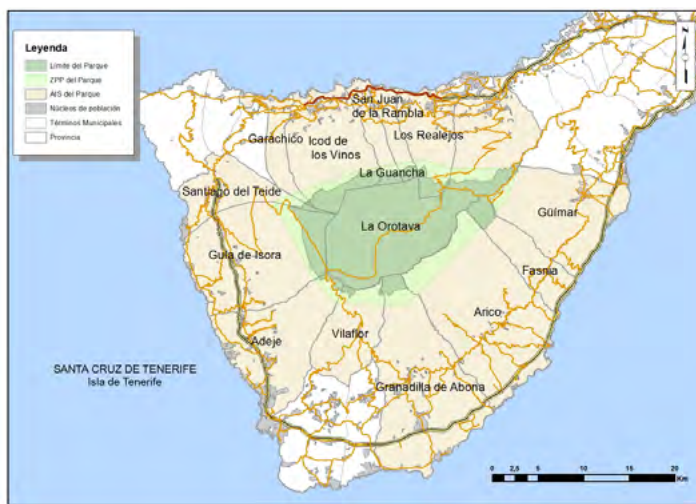 Leyenda
Límite del Parque
ZPP del Parque
AIS del Parque
Núcleos de población
Términos Municipales
Provincia
N
San Juan
de la Rambla
Garachico
Icod de
los Vinos
Los Realejos
La Guancha
Santiago del Teide
La Orotava
Güímar
Guía de Isora
Fasnia
Arico
Adeje
Vilaflor
SANTA CRUZ DE TENERIFE
Isla de Tenerife
Granadilla de Abona
0 2,5 5 10 15 20
Km